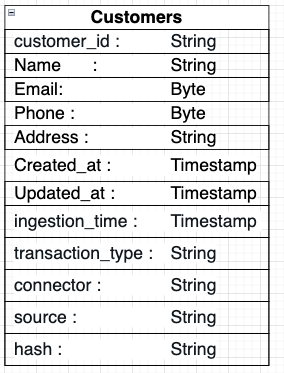 Customers
customer_id : String
Name : String
Email: Byte
Phone : Byte
Address : String
Created_at : Timestamp
Updated_at : Timestamp
ingestion_time : Timestamp
transaction_type : String
connector : String
source : String
hash : String